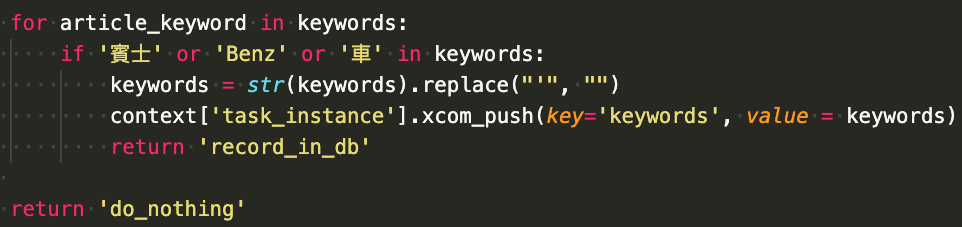 for article_keyword in keywords:
    if '賓士' or 'Benz' or '車' in keywords:
        keywords = str(keywords).replace("'", "")
        context['task_instance'].xcom_push(key='keywords', value = keywords)
        return 'record_in_db'
return 'do_nothing'